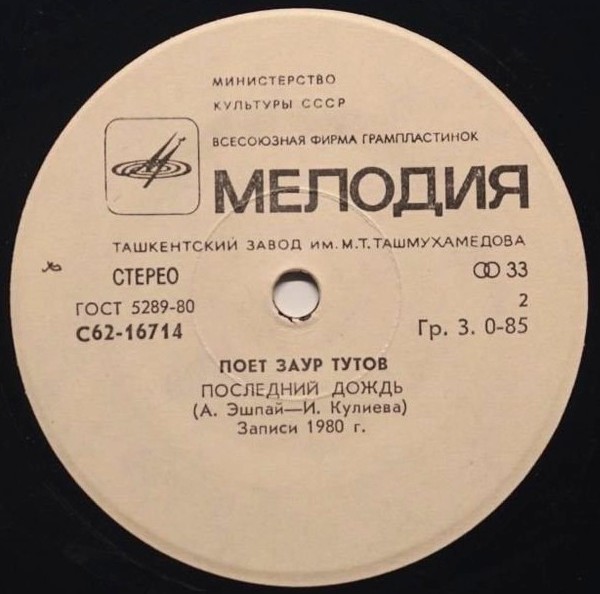 МИНИСТЕРСТВО
КУЛЬТУРЫ СССР
ВСЕСОЮЗНАЯ ФИРМА ГРАМПЛАСТИНОК
МЕЛОДИЯ
ТАШКЕНТСКИЙ ЗАВОД ИМ. М.Т. ТАШМУХАМЕДОВА
СТЕРЕО
33
ГОСТ 5289-80
2
С62-16714
Гр. 3. 0-85
ПОЕТ ЗАУР ТУТОВ
ПОСЛЕДНИЙ ДОЖДЬ
(А. Эшпай—И. Кулиева)
Записи 1980 г.